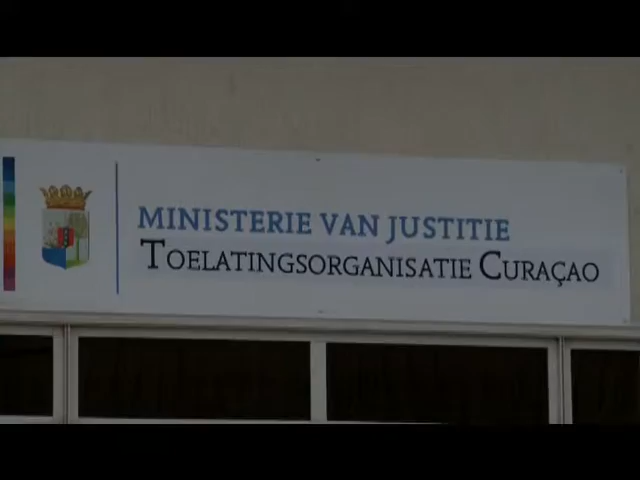 MINISTERIE VAN JUSTITIE
TOELATINGSORGANISATIE CURAÇAO